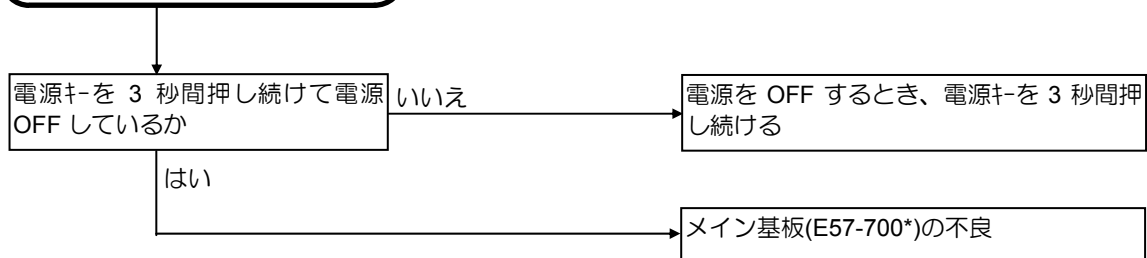 電源ｷｰを 3 秒間押し続けて電源
OFF しているか
いいえ
電源を OFF するとき、電源ｷｰを 3 秒間押
し続ける
はい
メイン基板(E57-700*)の不良